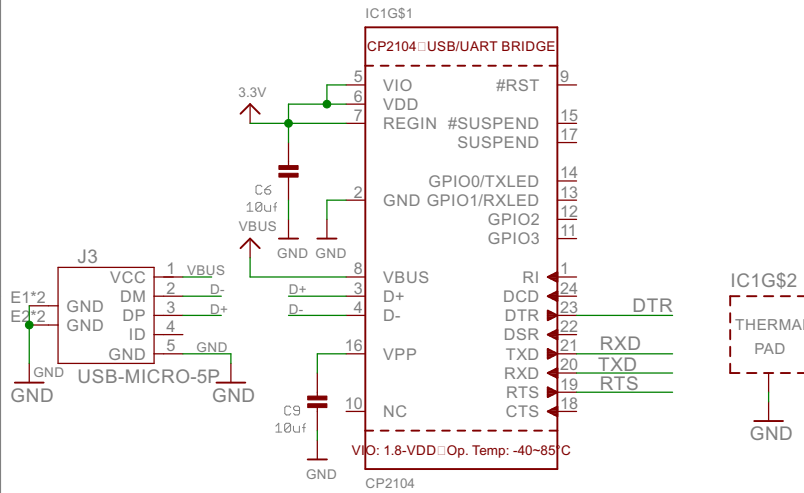 IC1G$1
CP2104□USB/UART BRIDGE
5 VIO #RST 9
3.3V
6 VDD
7 REGIN #SUSPEND 15
SUSPEND 17
C6
10uf
GPIO0/TXLED 14
2 GND GPIO1/RXLED 13
GPIO2 12
GPIO3 11
VBUS
GND GND
J3
VCC 1 VBUS
DM 2 D-
DP 3 D+
ID 4
GND 5 GND
E1*2 GND
E2*2 GND
GND
GND
USB-MICRO-5P
GND
8 VBUS RI 1
D+ 3 D+ DCD 24
D- 4 D- DTR 23 DTR
DSR 22
16 VPP TXD 21 RXD
RXD 20 TXD
RTS 19 RTS
C9
10uf
10 NC CTS 18
VIO: 1.8-VDD□Op. Temp: -40~85°C
GND
CP2104
IC1G$2
THERMAL
PAD
GND